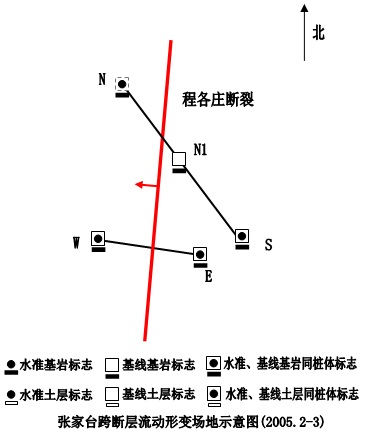 北
N
程各庄断裂
N1
W
S
E
水准基岩标志 基线基岩标志 水准、基线基岩同桩体标志
水准土层标志 基线土层标志 水准、基线土层同桩体标志
张家台跨断层流动形变场地示意图(2005.2-3)